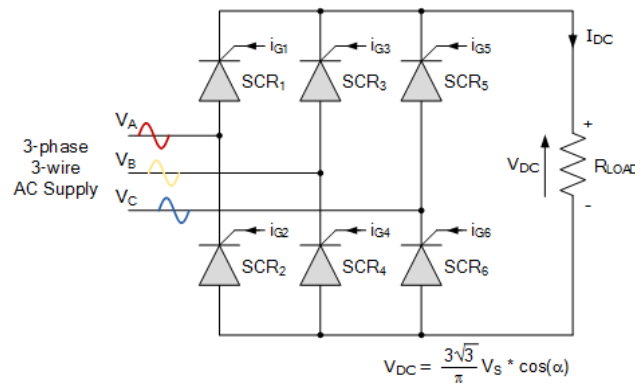 iG1
iG3
iG5
IDC
SCR1
SCR3
SCR5
VA
3-phase
3-wire
AC Supply
VB
VC
+
VDC
RLOAD
-
iG2
iG4
iG6
SCR2
SCR4
SCR6
VDC = 3√3/π VS * cos(α)